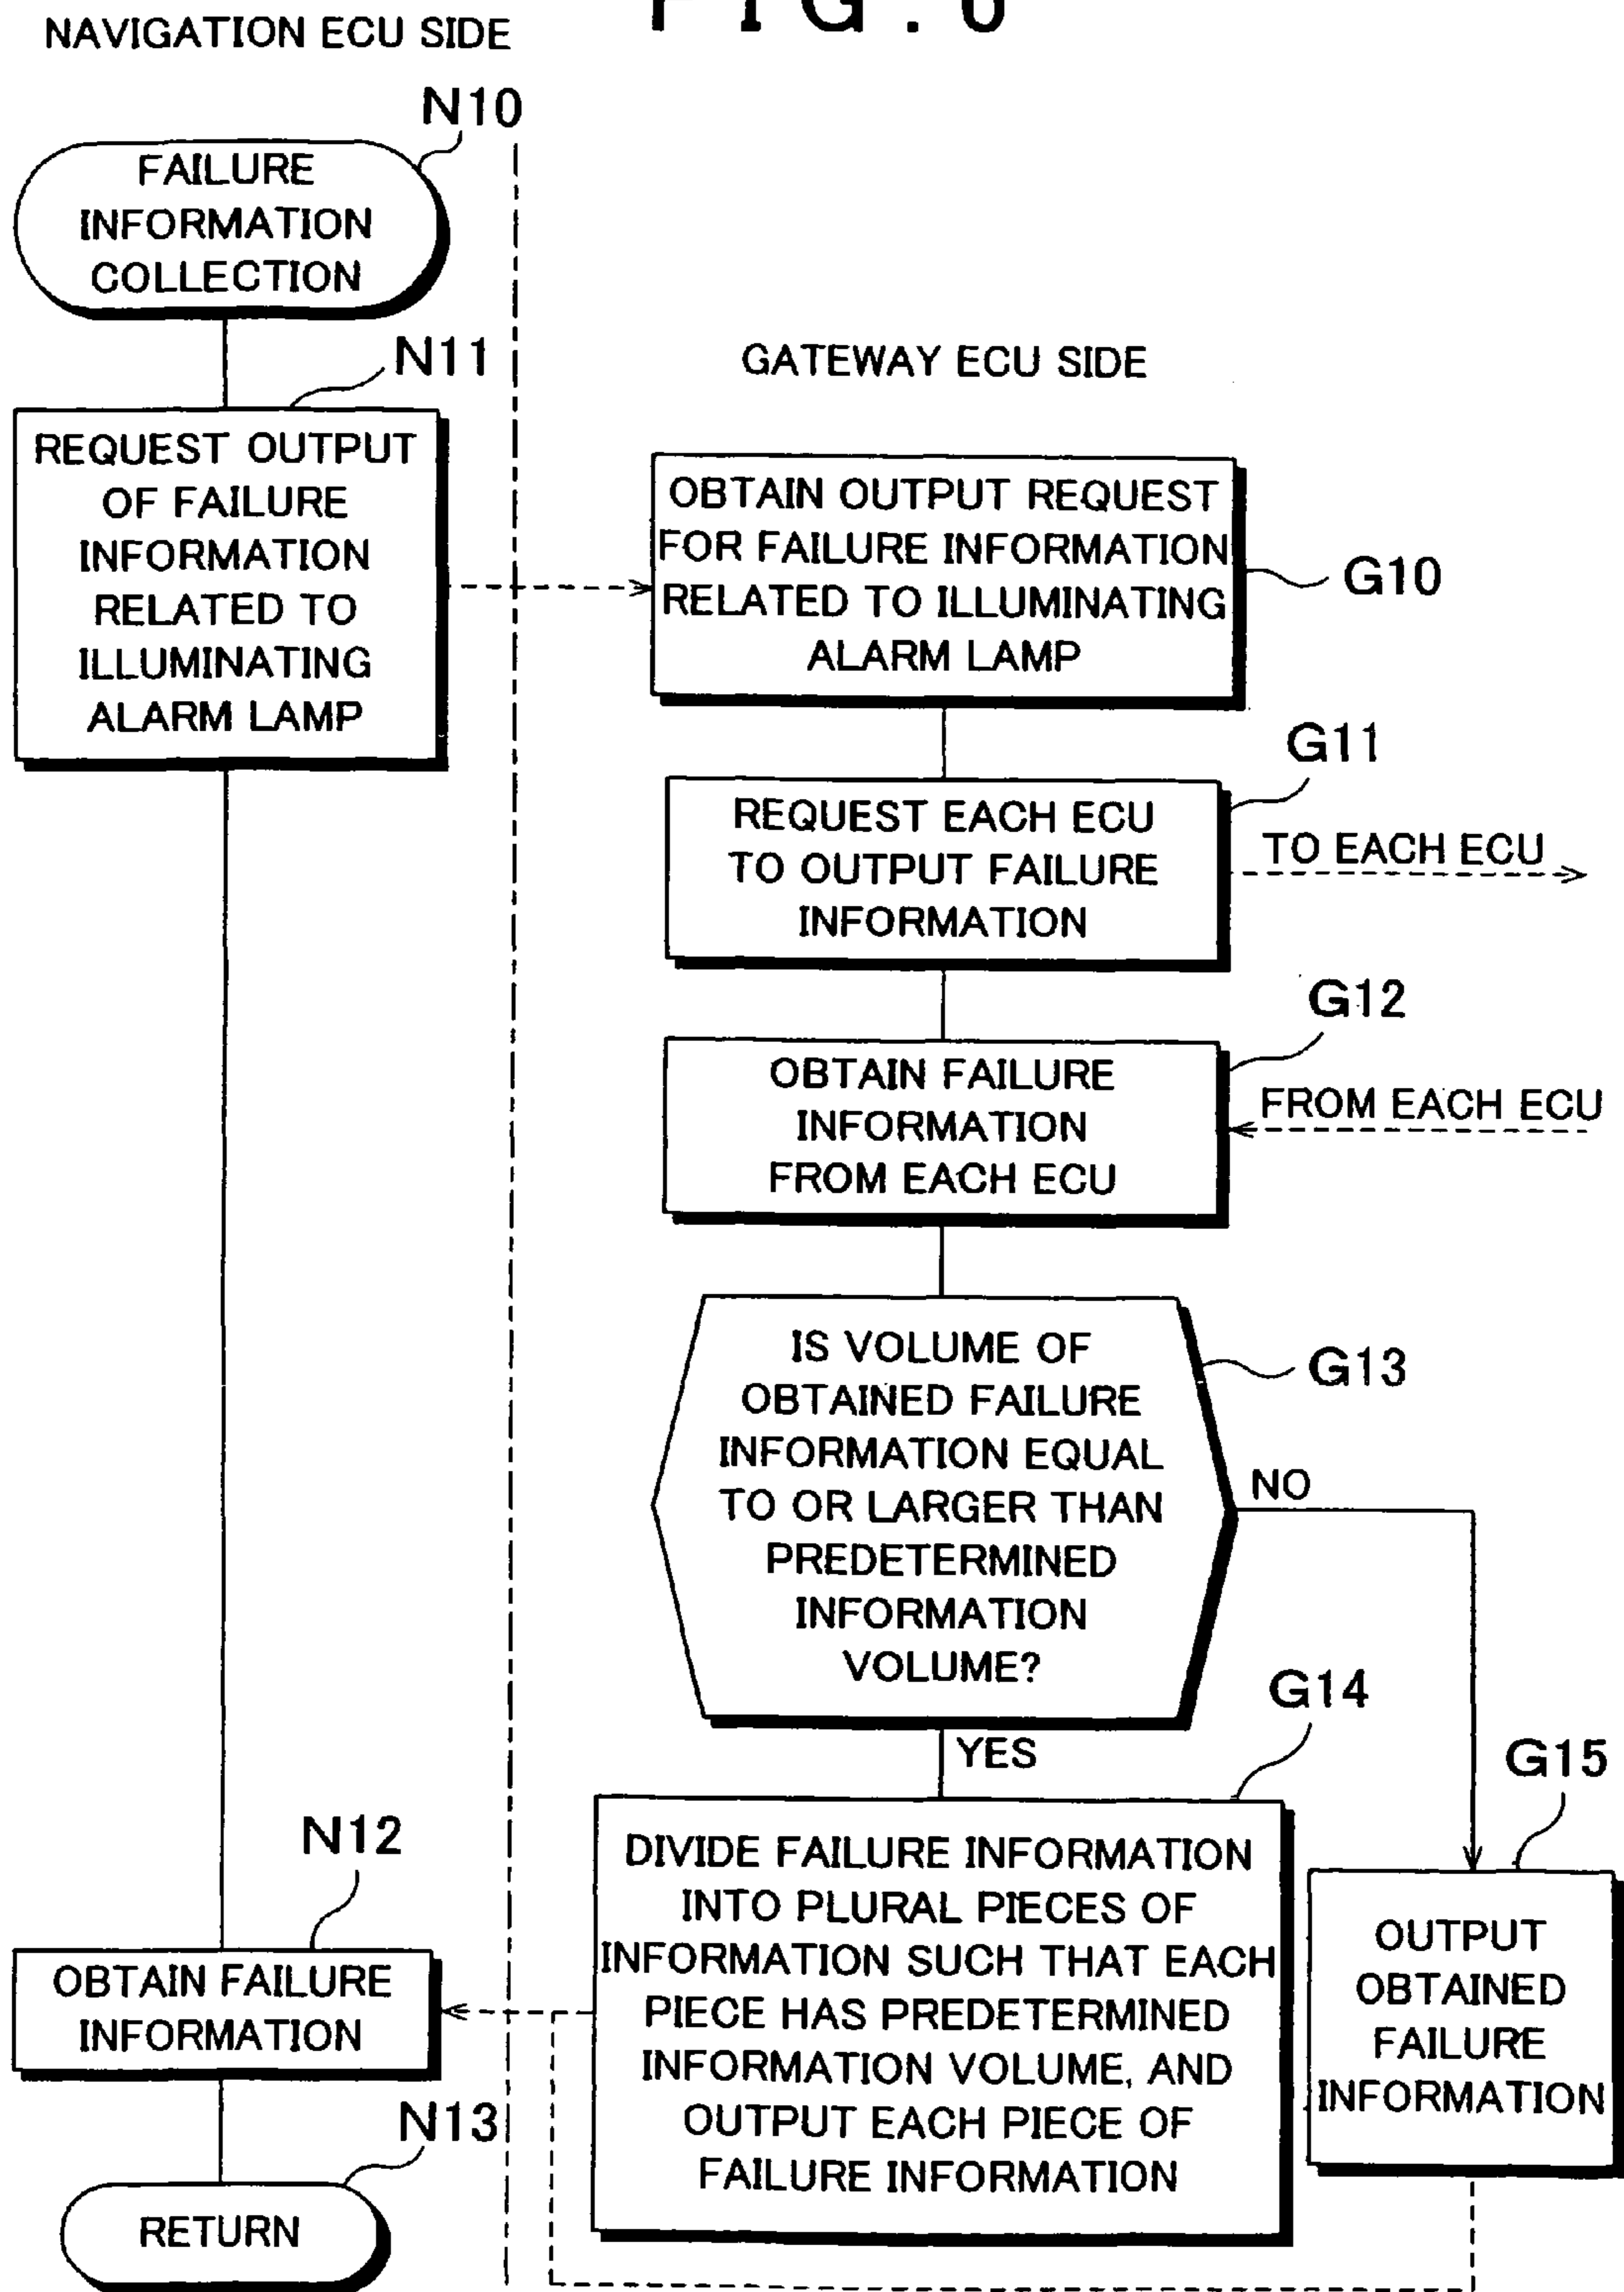 FIG.
NAVIGATION ECU SIDE
N10
FAILURE
INFORMATION
COLLECTION
N11
REQUEST OUTPUT
OF FAILURE
INFORMATION
RELATED TO
ILLUMINATING
ALARM LAMP
GATEWAY ECU SIDE
OBTAIN OUTPUT REQUEST
FOR FAILURE INFORMATION
RELATED TO ILLUMINATING
ALARM LAMP
G10
G11
REQUEST EACH ECU
TO OUTPUT FAILURE
INFORMATION
TO EACH ECU
G12
OBTAIN FAILURE
INFORMATION
FROM EACH ECU
FROM EACH ECU
IS VOLUME OF
OBTAINED FAILURE
INFORMATION EQUAL
TO OR LARGER THAN
PREDETERMINED
INFORMATION
VOLUME?
G13
NO
YES
G14
DIVIDE FAILURE INFORMATION
INTO PLURAL PIECES OF
INFORMATION SUCH THAT EACH
PIECE HAS PREDETERMINED
INFORMATION VOLUME, AND
OUTPUT EACH PIECE OF
FAILURE INFORMATION
G15
OUTPUT
OBTAINED
FAILURE
INFORMATION
N12
OBTAIN FAILURE
INFORMATION
N13
RETURN